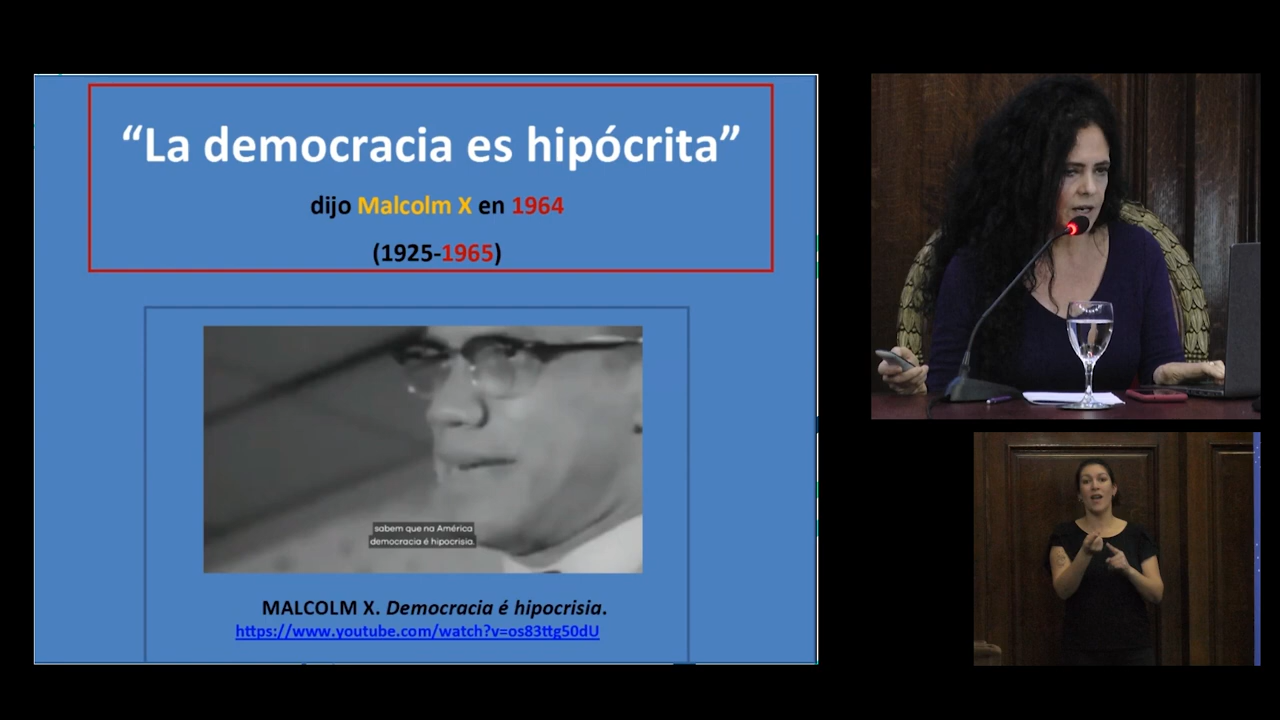 “La democracia es hipócrita”
dijo Malcolm X en 1964
(1925-1965)
sabem que na América
democracia é hipocrisia.
MALCOLM X. Democracia é hipocrisia.
https://www.youtube.com/watch?v=os83ttg50dU